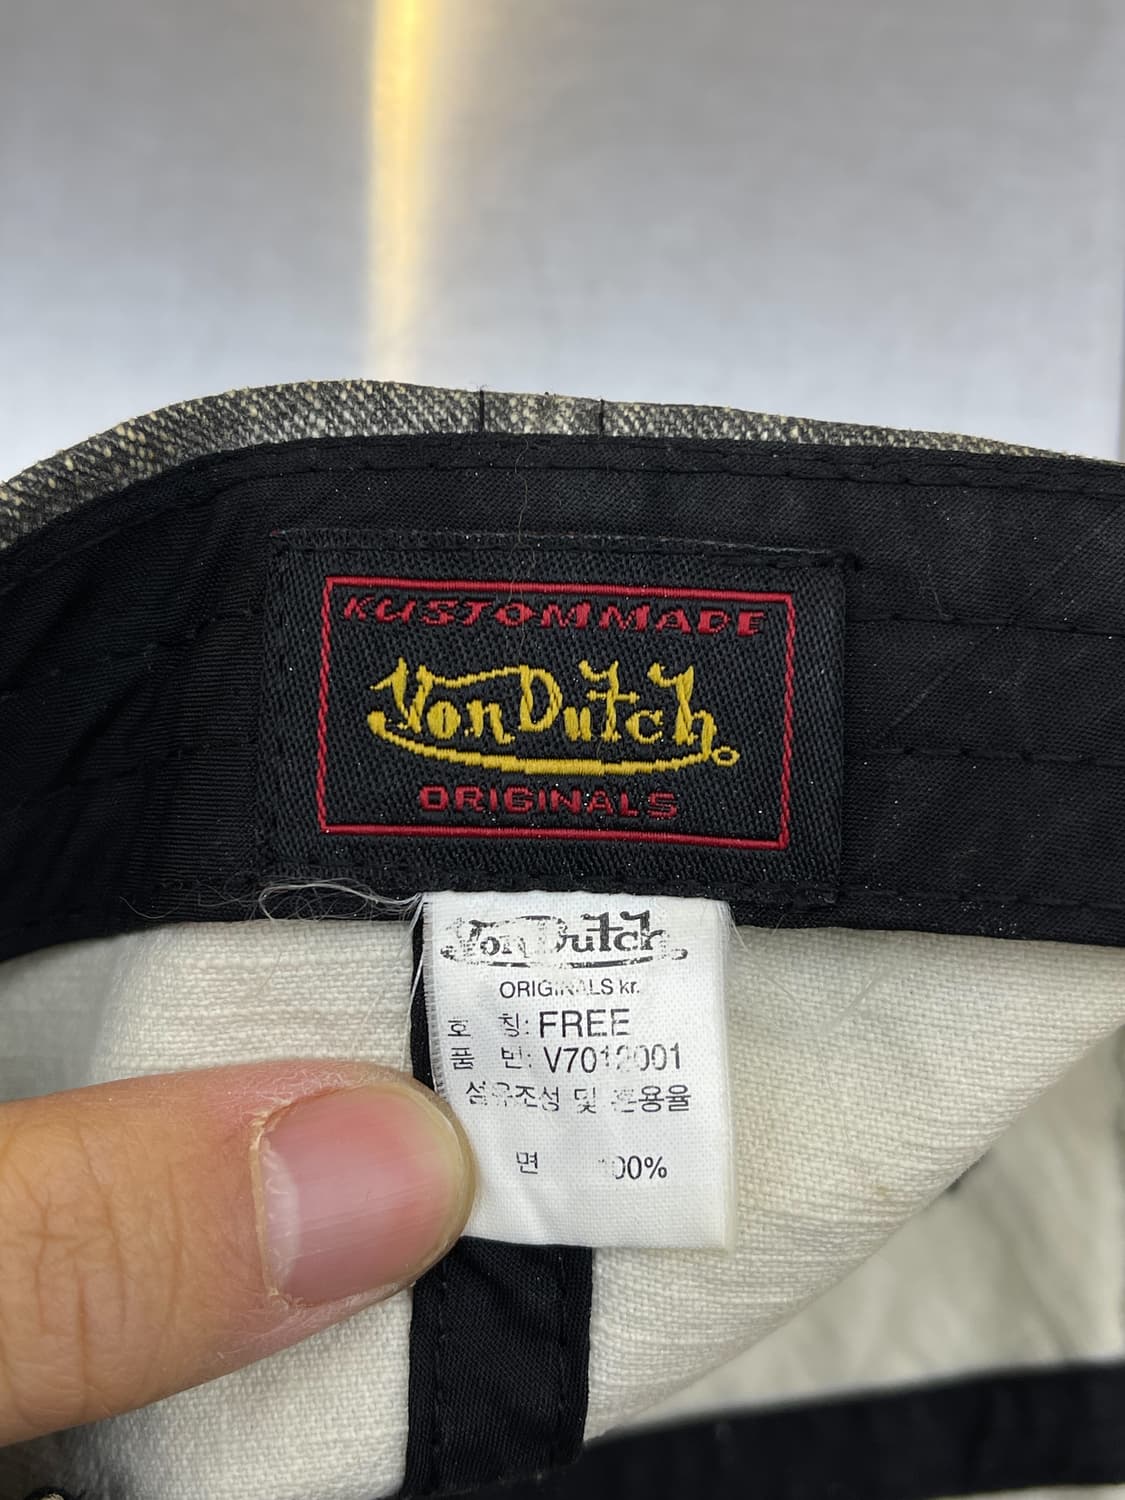 KUSTOMMADE
Von Dutch
ORIGINALS
Von Dutch
ORIGINALS kr.
호 칭: FREE
품 번: V7012001
섬유조성 및 혼용율
면 100%